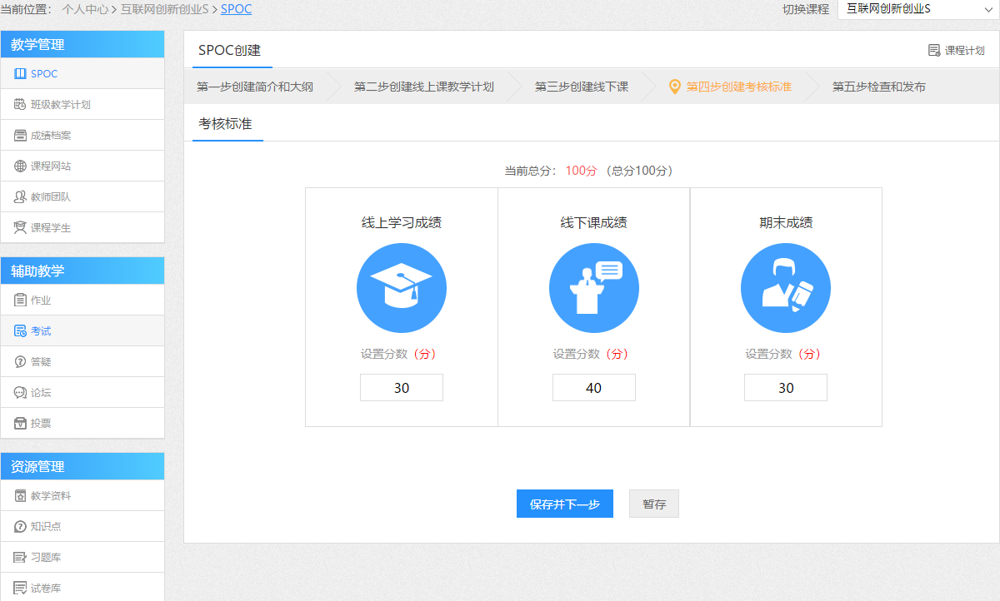 当前位置： 个人中心 > 互联网创新创业S > SPOC
切换课程 互联网创新创业S
教学管理
SPOC
班级教学计划
成绩档案
课程网站
教师团队
课程学生
辅助教学
作业
考试
答疑
论坛
投票
资源管理
教学资料
知识点
习题库
试卷库
SPOC创建
课程计划
第一步创建简介和大纲 第二步创建线上课教学计划 第三步创建线下课 第四步创建考核标准 第五步检查和发布
考核标准
当前总分： 100分 （总分100分）
线上学习成绩 线下课成绩 期末成绩
设置分数（分） 设置分数（分） 设置分数（分）
30 40 30
保存并下一步 暂存